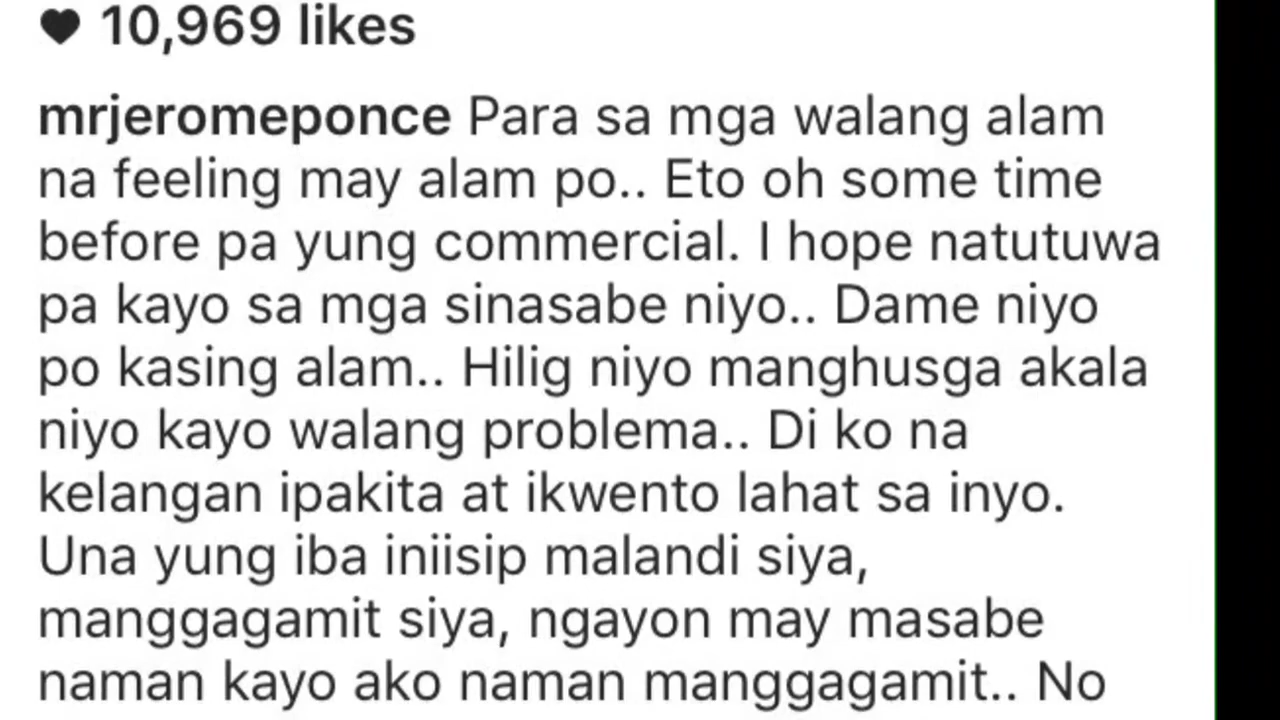 10,969 likes
mrjeromeponce Para sa mga walang alam
na feeling may alam po.. Eto oh some time
before pa yung commercial. I hope natutuwa
pa kayo sa mga sinasabe niyo.. Dame niyo
po kasing alam.. Hilig niyo manghusga akala
niyo kayo walang problema.. Di ko na
kelangan ipakita at ikwento lahat sa inyo.
Una yung iba iniisip malandi siya,
manggagamit siya, ngayon may masabe
naman kayo ako naman manggagamit.. No